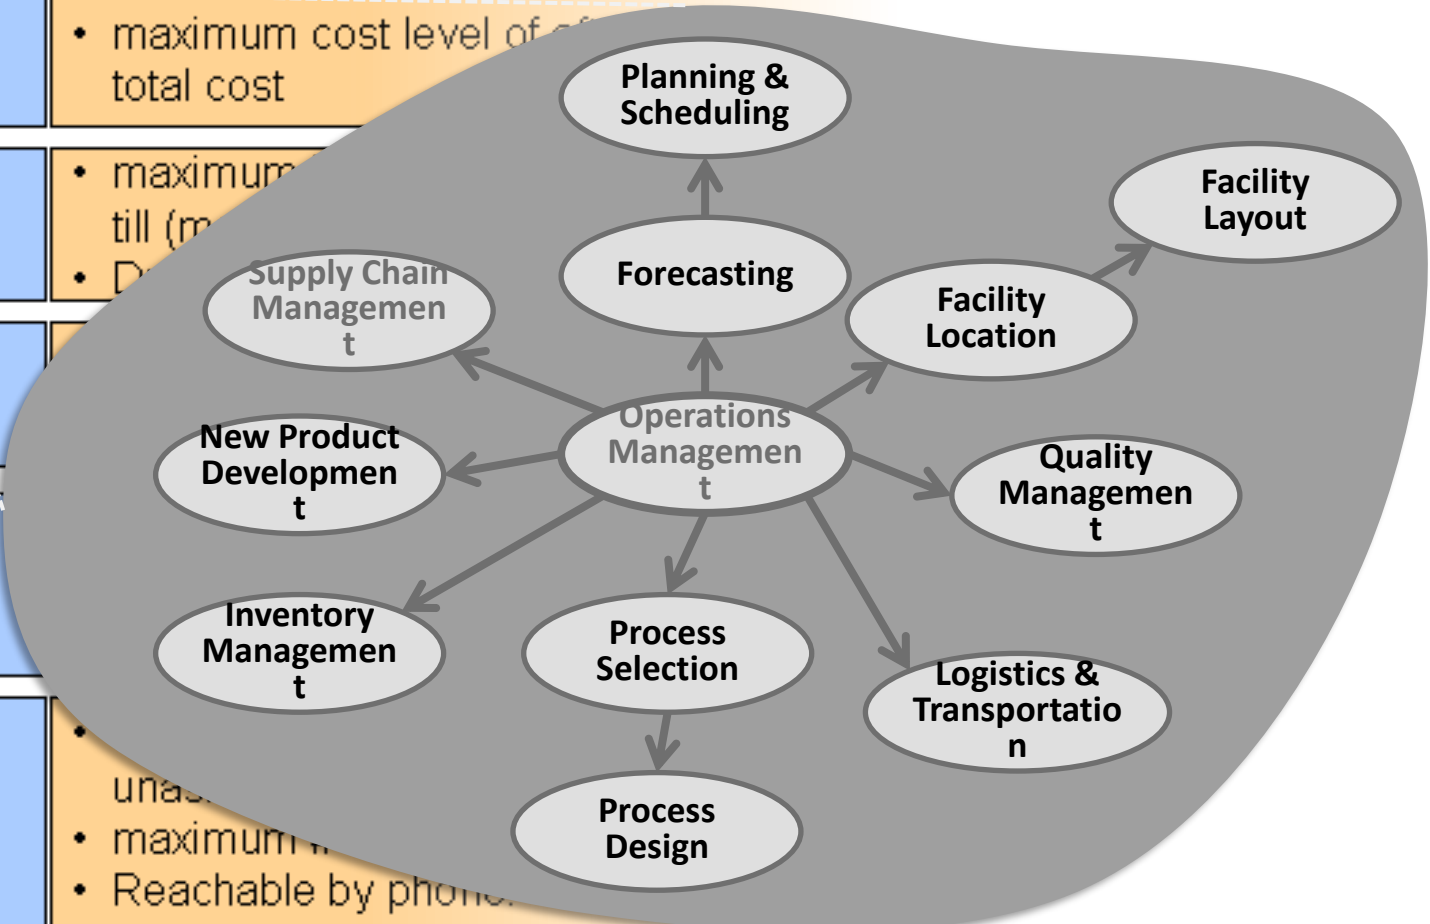 • maximum cost level of
total cost
• maximum
till (m
•
• maximum
• Reachable by phone.
Planning &
Scheduling
Facility
Layout
Forecasting
Supply Chain
Managemen
t
Facility
Location
Operations
Managemen
t
New Product
Developmen
t
Quality
Managemen
t
Inventory
Managemen
t
Process
Selection
Logistics &
Transportatio
n
Process
Design